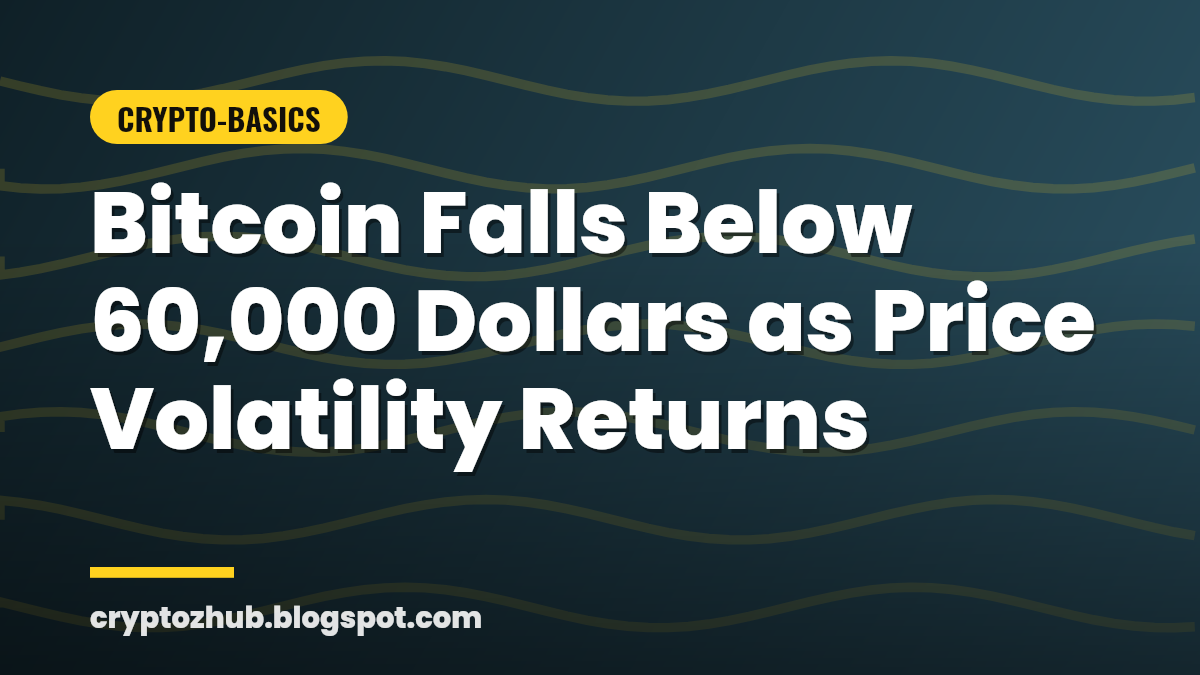 CRYPTO-BASICS
Bitcoin Falls Below
60,000 Dollars as Price
Volatility Returns
cryptozhub.blogspot.com